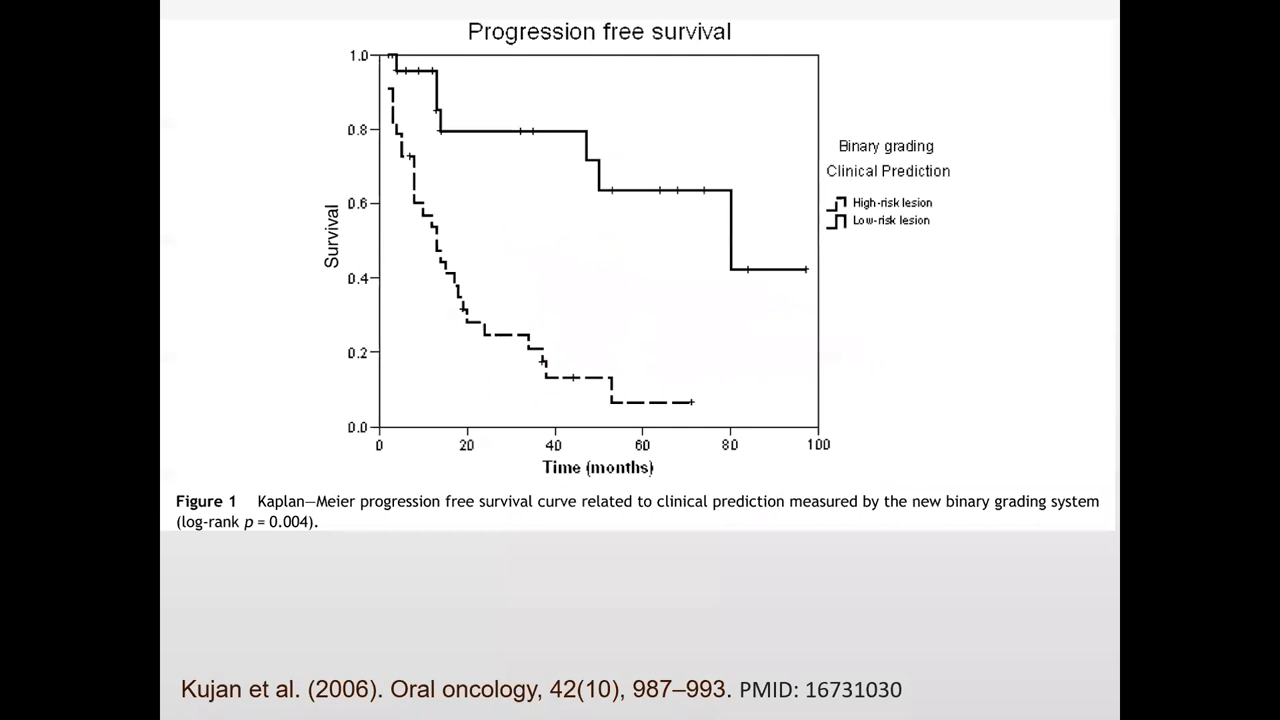 Progression free survival
1.0
0.8
0.6
0.4
0.2
0.0
Survival
0 20 40 60 80 100
Time (months)
Binary grading
Clinical Prediction
High-risk lesion
Low-risk lesion
Figure 1 Kaplan–Meier progression free survival curve related to clinical prediction measured by the new binary grading system
(log-rank p = 0.004).
Kujan et al. (2006). Oral oncology, 42(10), 987–993. PMID: 16731030